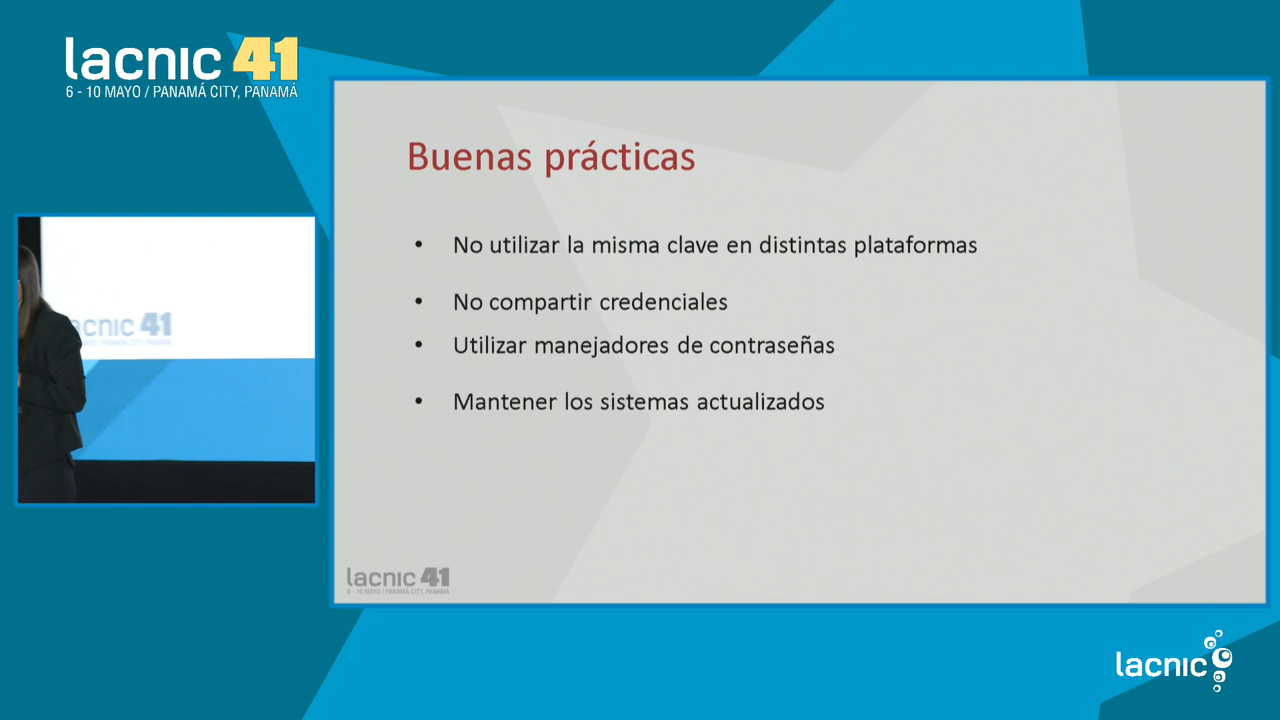 lacnic 41
6 - 10 MAYO / PANAMÁ CITY, PANAMÁ
Buenas prácticas
• No utilizar la misma clave en distintas plataformas
• No compartir credenciales
• Utilizar manejadores de contraseñas
• Mantener los sistemas actualizados
acnic 41
lacnic 41
6 - 10 MAYO / PANAMÁ CITY, PANAMÁ
lacnic